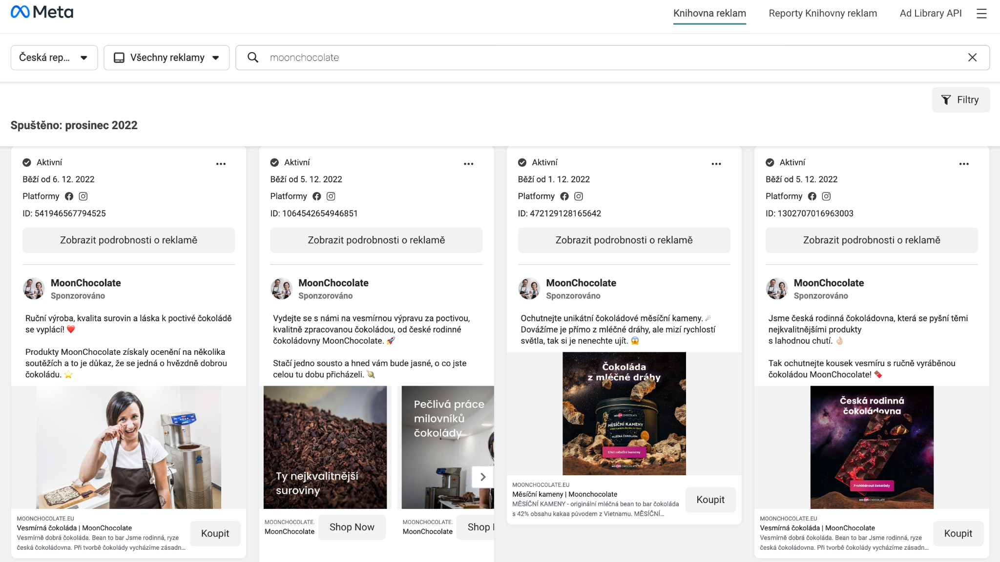 Meta
Knihovna reklam
Reporty Knihovny reklam
Ad Library API
Česká rep...
Všechny reklamy
moonchocolate
Filtry
Spuštěno: prosinec 2022
Aktivní
Běží od 6. 12. 2022
Platformy
ID: 541946567794525
Zobrazit podrobnosti o reklamě
MoonChocolate
Sponzorováno
Ruční výroba, kvalita surovin a láska k poctivé čokoládě
se vyplácí! ❤️
Produkty MoonChocolate získaly ocenění na několika
soutěžích a to je důkaz, že se jedná o hvězdně dobrou
čokoládu. ⭐
MOONCHOCOLATE.EU
Vesmírná čokoláda | MoonChocolate
Vesmírně dobrá čokoláda. Bean to bar Jsme rodinná, ryze
česká čokoládovna. Při tvorbě čokolády vycházíme zásadn...
Koupit
Aktivní
Běží od 5. 12. 2022
Platformy
ID: 1064542654946851
Zobrazit podrobnosti o reklamě
MoonChocolate
Sponzorováno
Vydejte se s námi na vesmírnou výpravu za poctivou,
kvalitně zpracovanou čokoládou, od české rodinné
čokoládovny MoonChocolate. 🚀
Stačí jedno sousto a hned vám bude jasné, o co jste
celou tu dobu přicházeli. 🪐
Ty nejkvalitnější
suroviny
MOONCHOCOLATE.
MoonChocolate
Shop Now
Pečlivá práce
milovníků
čokolády
MOONCHOCOLATE.
MoonChocolate
Shop
Aktivní
Běží od 1. 12. 2022
Platformy
ID: 472129128165642
Zobrazit podrobnosti o reklamě
MoonChocolate
Sponzorováno
Ochutnejte unikátní čokoládové měsíční kameny. ☄
Dovážíme je přímo z mléčné dráhy, ale mizí rychlostí
světla, tak si je nenechte ujít. 😱
Čokoláda
z mléčné dráhy
MOON CHOCOLATE
MĚSÍČNÍ KAMENY
MLÉČNÁ ČOKOLÁDA
Chci měsíční kameny
MOON CHOCOLATE
MOONCHOCOLATE.EU
Měsíční kameny | Moonchocolate
MĚSÍČNÍ KAMENY - originální mléčná bean to bar čokoláda
s 42% obsahu kakaa původem z Vietnamu. MĚSÍČNÍ...
Koupit
Aktivní
Běží od 5. 12. 2022
Platformy
ID: 1302707016963003
Zobrazit podrobnosti o reklamě
MoonChocolate
Sponzorováno
Jsme česká rodinná čokoládovna, která se pyšní těmi
nejkvalitnějšími produkty
s lahodnou chutí. 👌🏻
Tak ochutnejte kousek vesmíru s ručně vyráběnou
čokoládou MoonChocolate! 🍫
Česká rodinná
čokoládovna
Prohlédnout čokolády
MOON CHOCOLATE
MOONCHOCOLATE.EU
Vesmírná čokoláda | MoonChocolate
Vesmírně dobrá čokoláda. Bean to bar Jsme rodinná, ryze
česká čokoládovna. Při tvorbě čokolády vycházíme zásadn...
Koupit